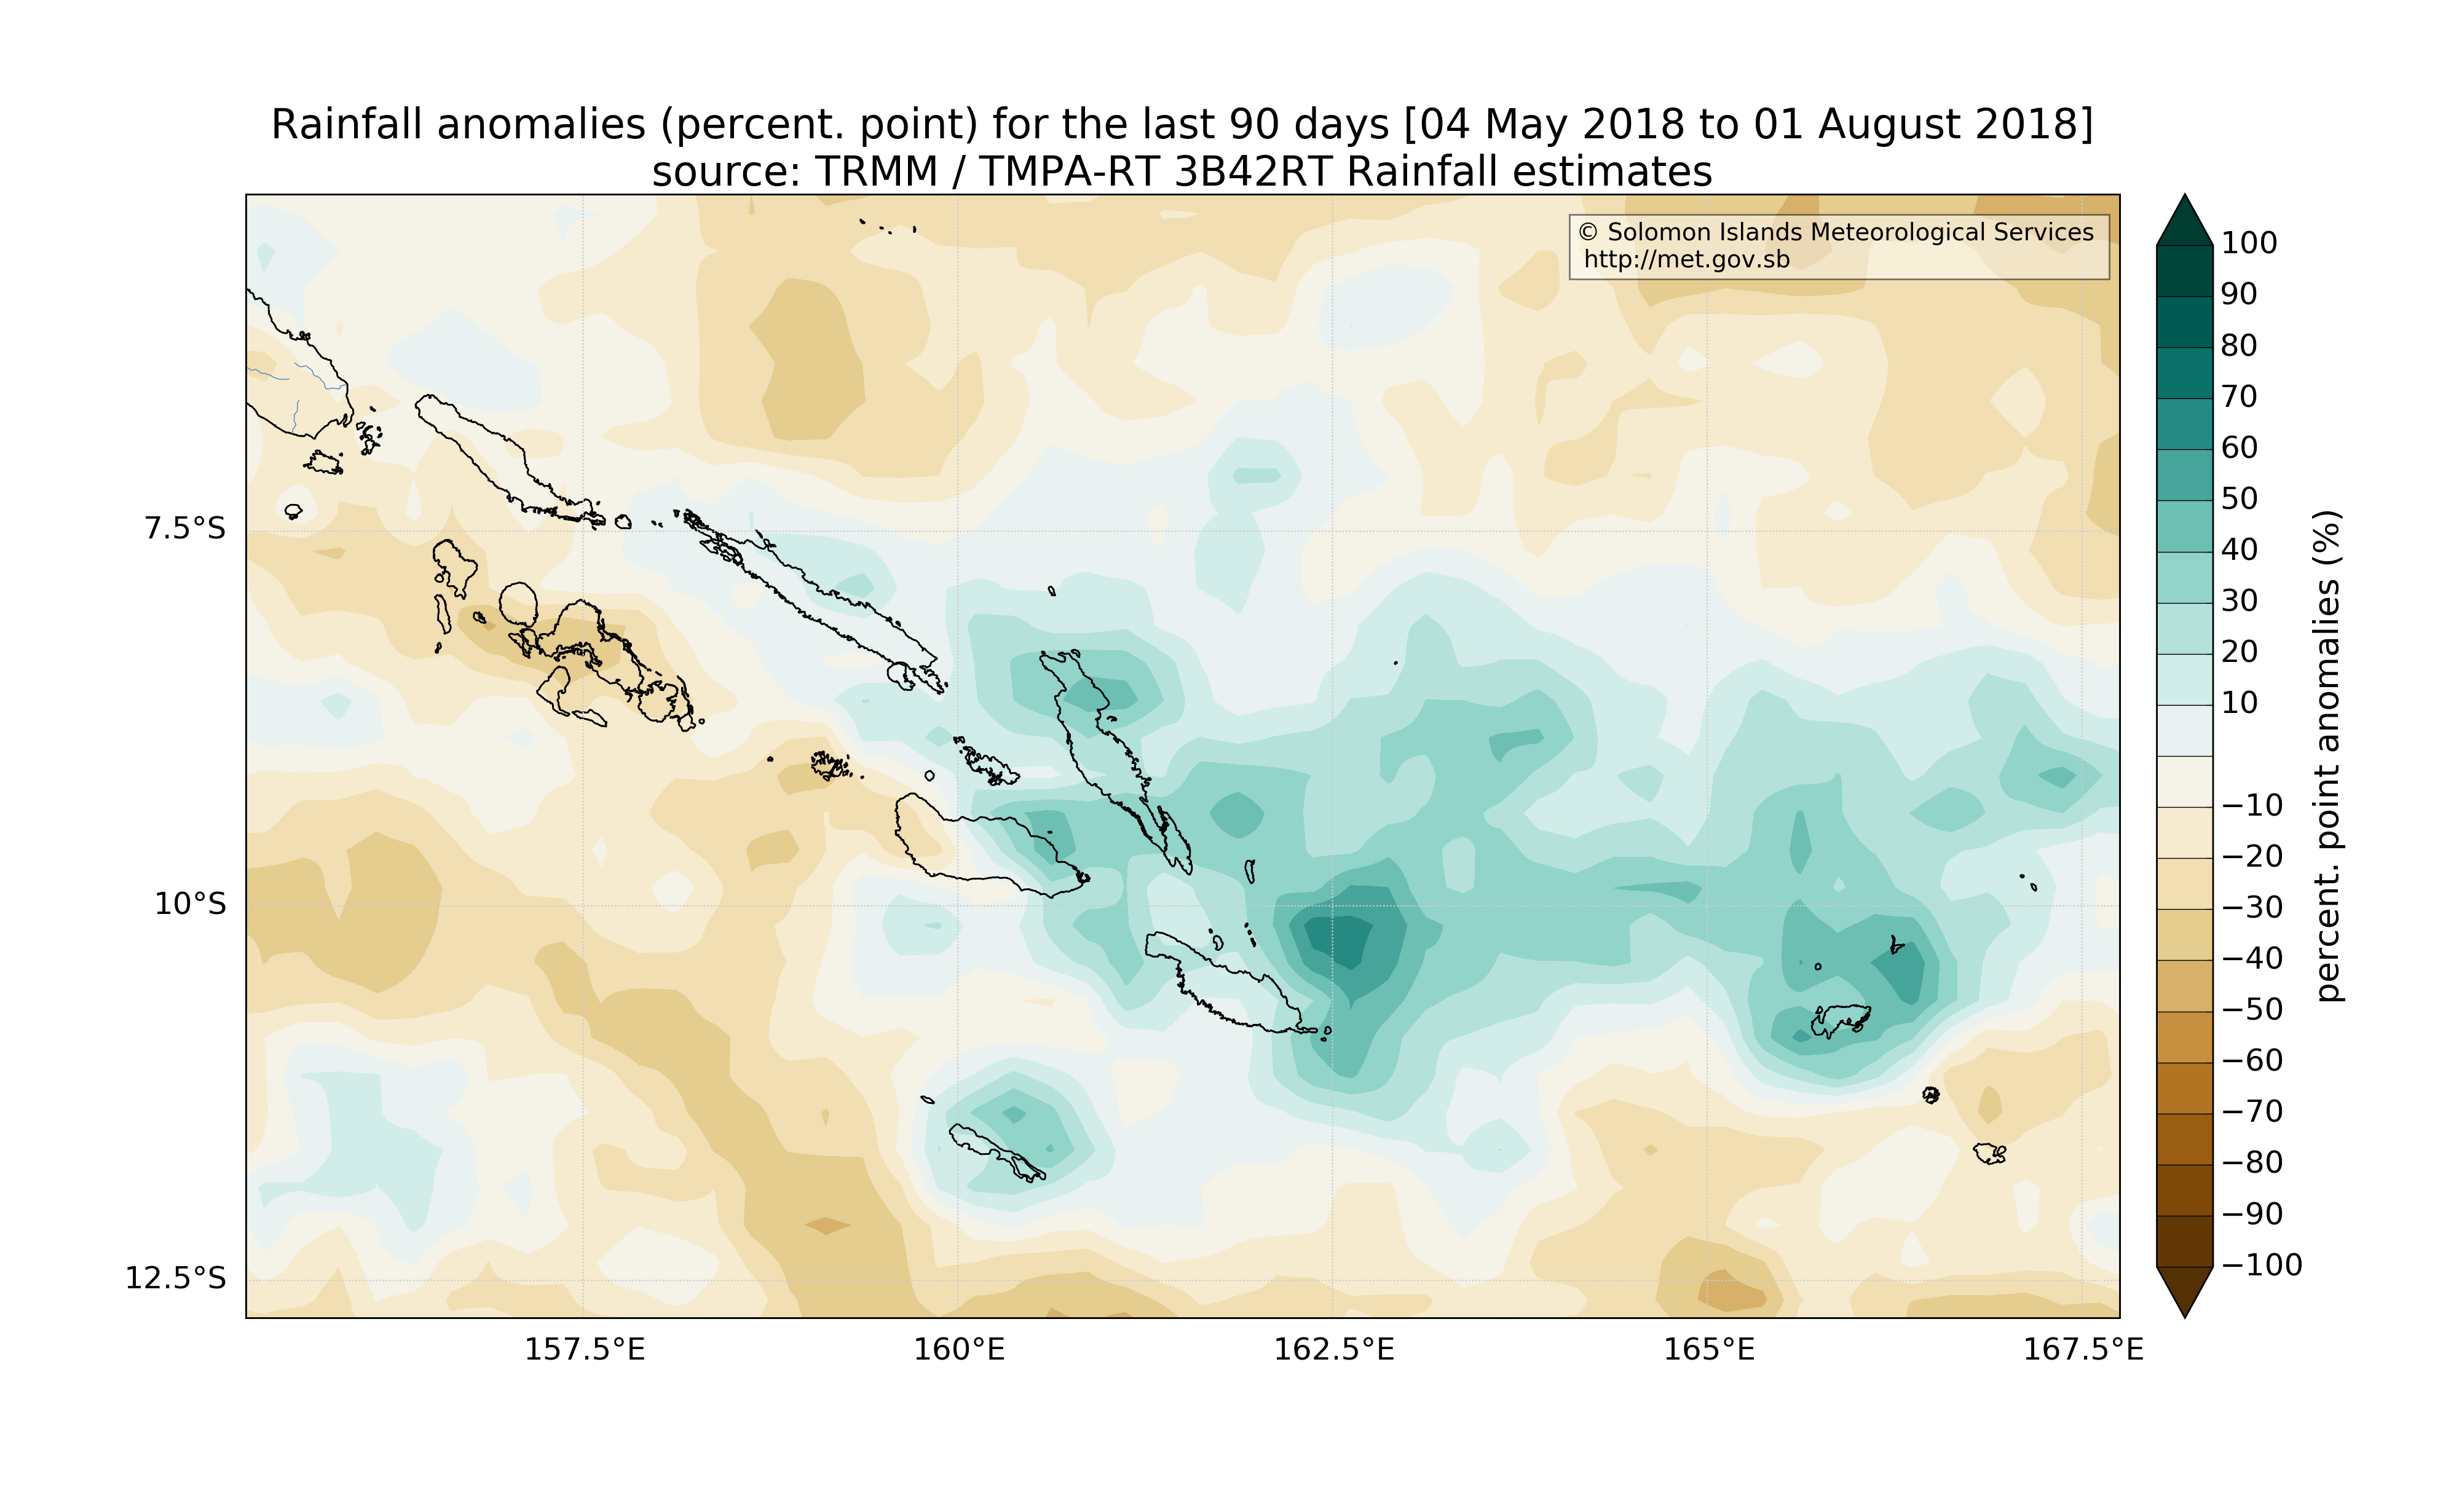 Rainfall anomalies (percent. point) for the last 90 days [04 May 2018 to 01 August 2018]
source: TRMM / TMPA-RT 3B42RT Rainfall estimates
© Solomon Islands Meteorological Services
http://met.gov.sb
7.5°S
10°S
12.5°S
157.5°E
160°E
162.5°E
165°E
167.5°E
100
90
80
70
60
50
40
30
20
10
−10
−20
−30
−40
−50
−60
−70
−80
−90
−100
percent. point anomalies (%)